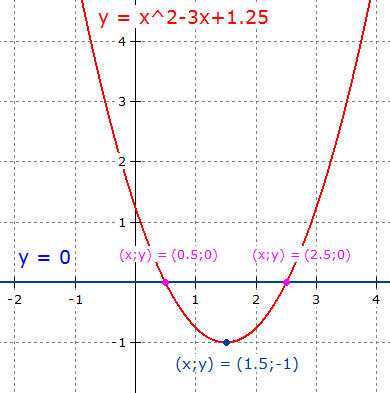 y = x^2-3x+1.25
4
3
2
1
(x;y) = (0.5;0) (x;y) = (2.5;0)
y = 0
-2 -1 1 2 3 4
-1
(x;y) = (1.5;-1)